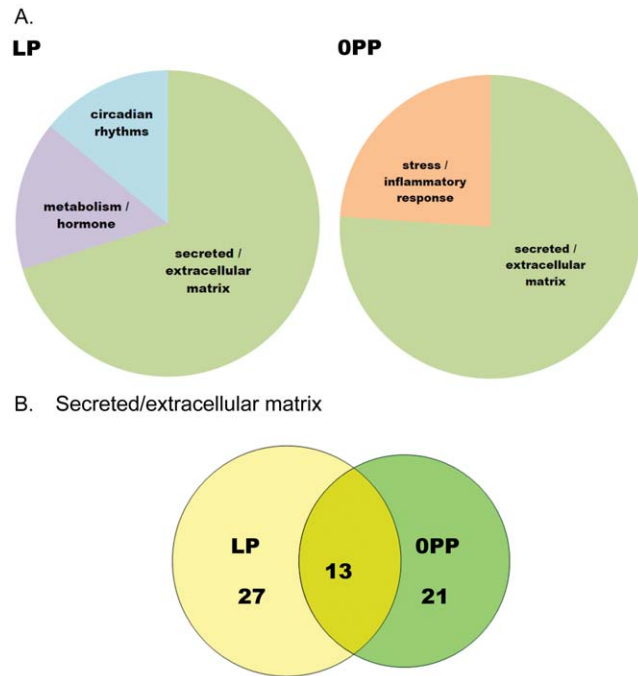 A.
LP
0PP
circadian
rhythms
metabolism /
hormone
secreted /
extracellular
matrix
stress /
inflammatory
response
secreted /
extracellular
matrix
B. Secreted/extracellular matrix
LP
27
13
0PP
21